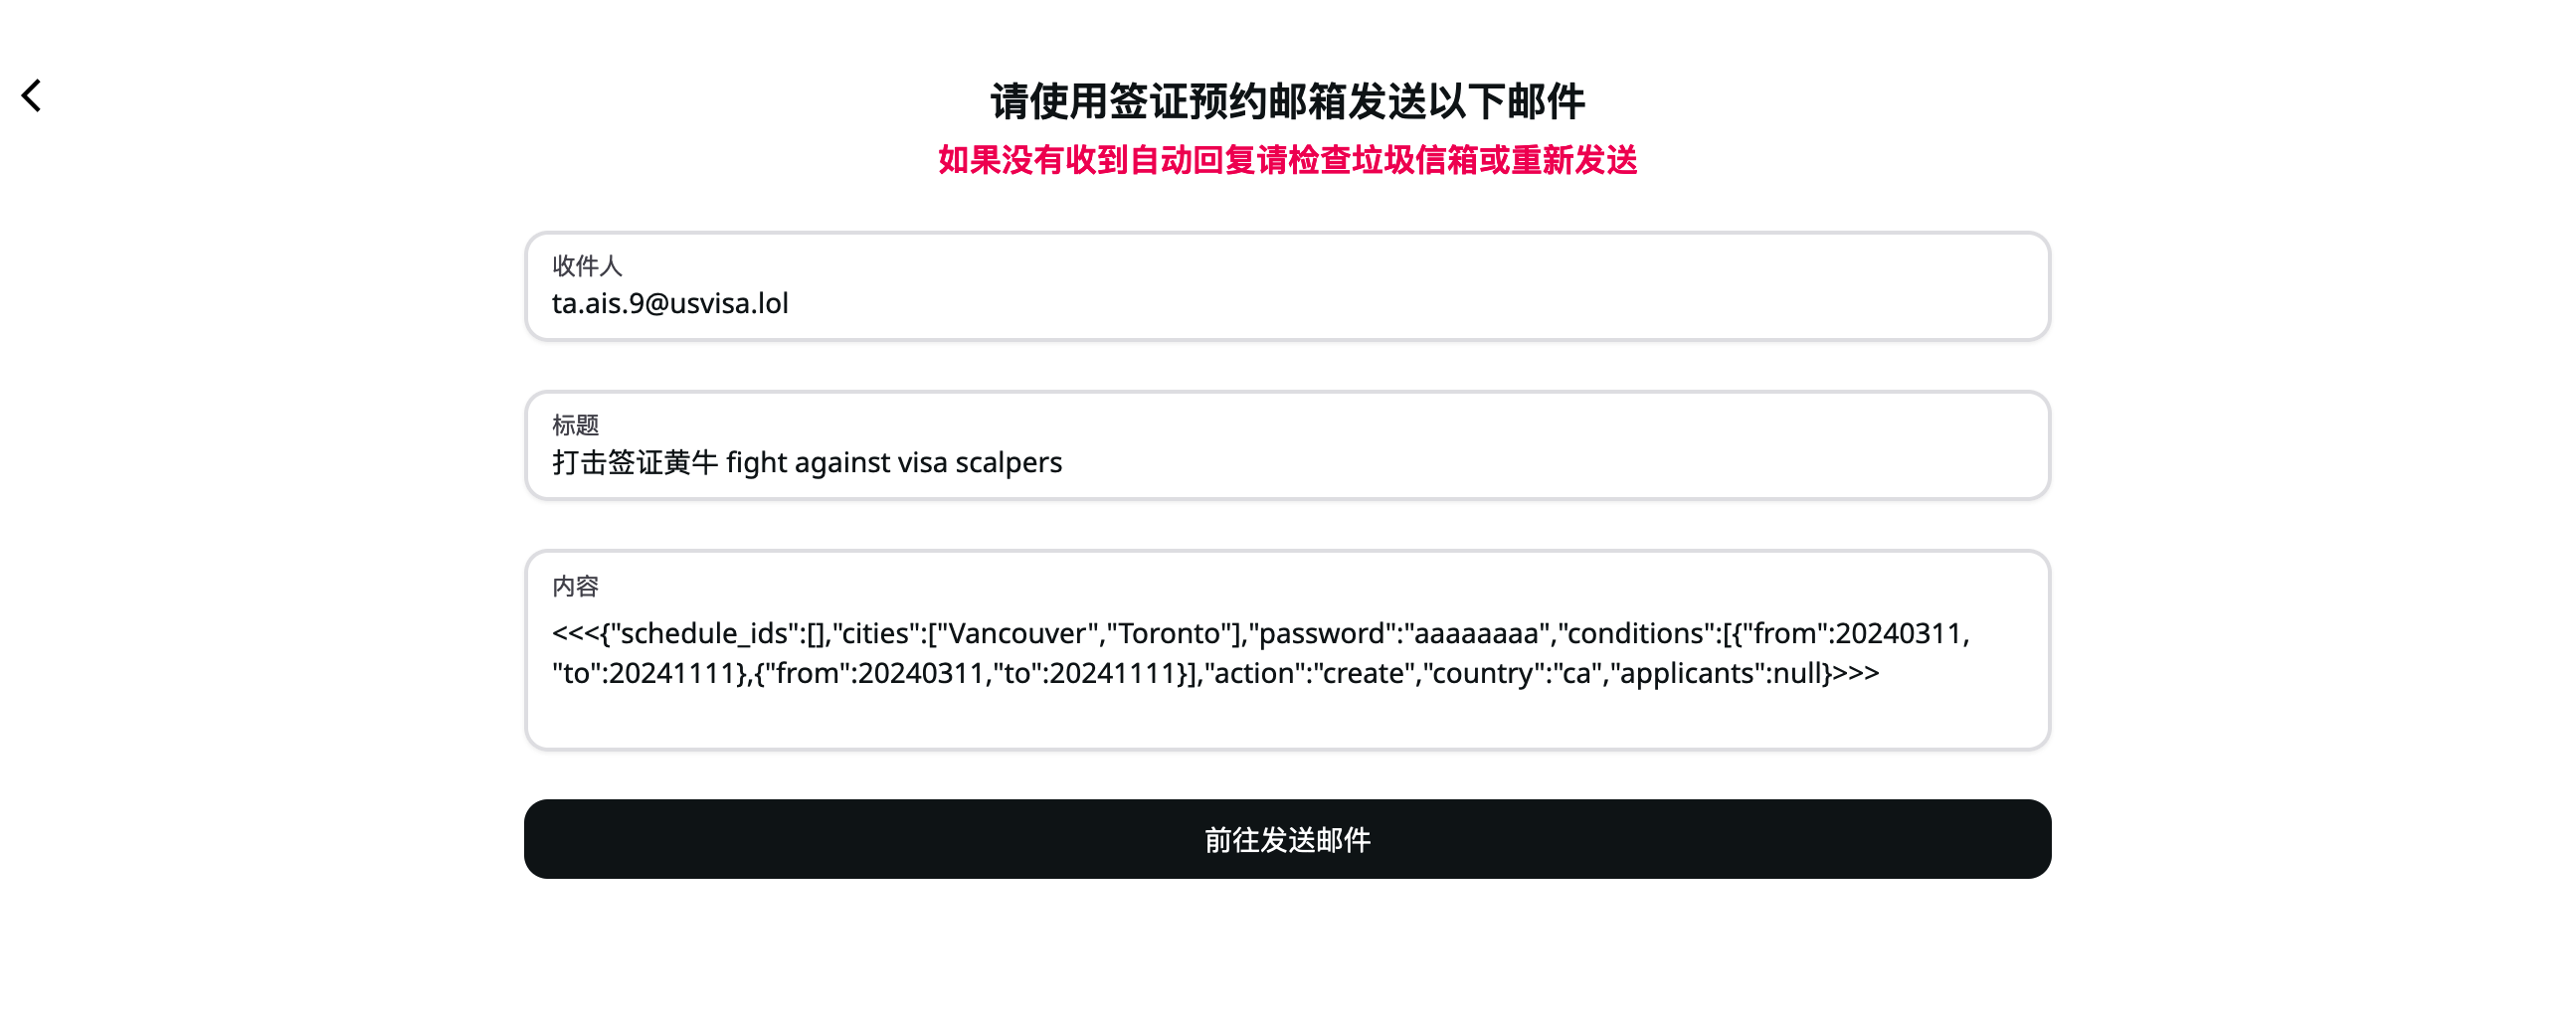 请使用签证预约邮箱发送以下邮件
如果没有收到自动回复请检查垃圾信箱或重新发送
收件人
ta.ais.9@usvisa.lol
标题
打击签证黄牛 fight against visa scalpers
内容
<<<{"schedule_ids":[],"cities":["Vancouver","Toronto"],"password":"aaaaaaaa","conditions":[{"from":20240311,
"to":20241111},{"from":20240311,"to":20241111}],"action":"create","country":"ca","applicants":null}>>>
前往发送邮件